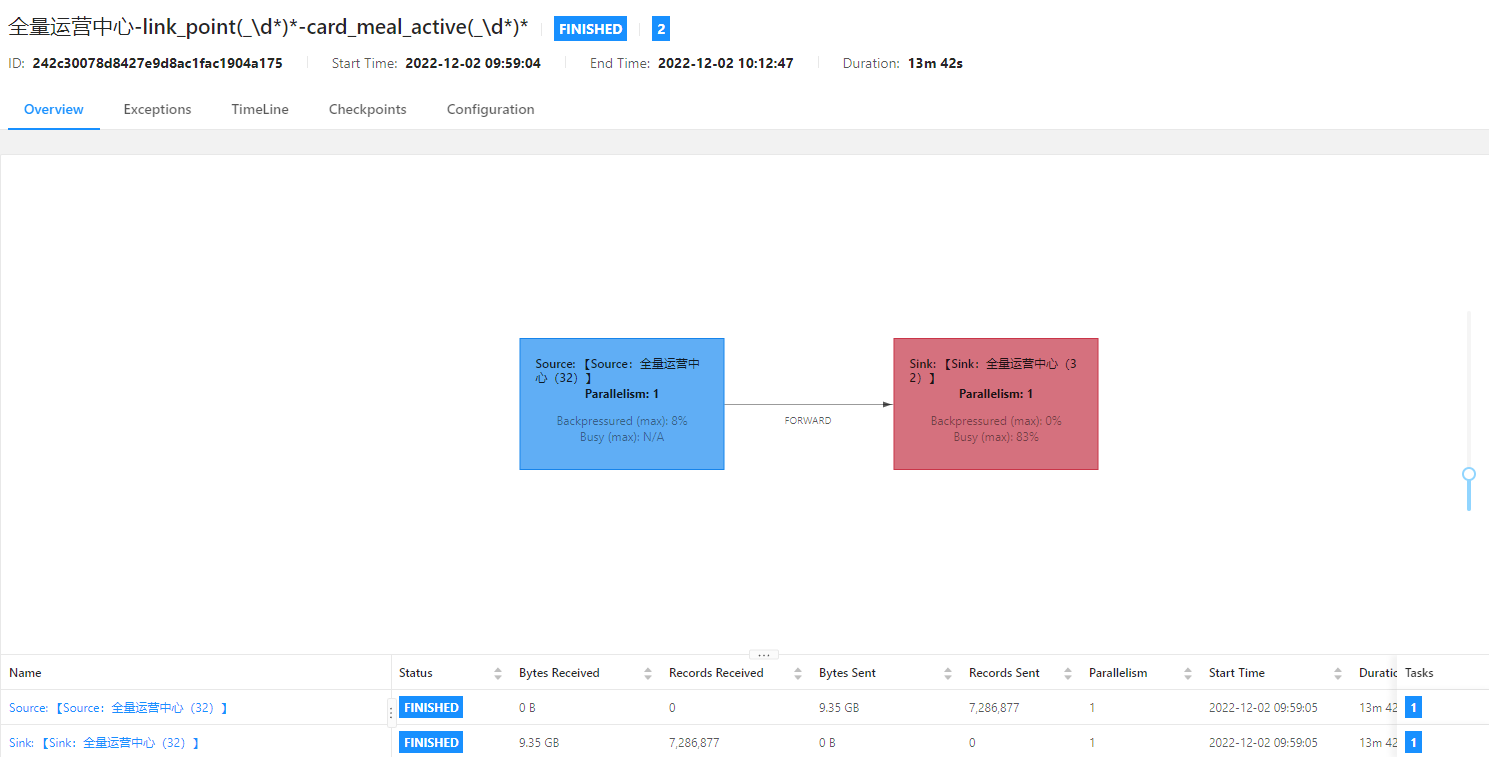 全量运营中心-link_point(_\d*)*-card_meal_active(_\d*)* FINISHED 2
ID: 242c30078d8427e9d8ac1fac1904a175 Start Time: 2022-12-02 09:59:04 End Time: 2022-12-02 10:12:47 Duration: 13m 42s
Overview Exceptions TimeLine Checkpoints Configuration
Source: 【Source：全量运营中
心（32）】
Parallelism: 1
Backpressured (max): 8%
Busy (max): N/A
FORWARD
Sink: 【Sink：全量运营中心（3
2）】
Parallelism: 1
Backpressured (max): 0%
Busy (max): 83%
Name Status Bytes Received Records Received Bytes Sent Records Sent Parallelism Start Time Duratic Tasks
Source: 【Source：全量运营中心（32）】 FINISHED 0 B 0 9.35 GB 7,286,877 1 2022-12-02 09:59:05 13m 42 1
Sink: 【Sink：全量运营中心（32）】 FINISHED 9.35 GB 7,286,877 0 B 0 1 2022-12-02 09:59:05 13m 42 1